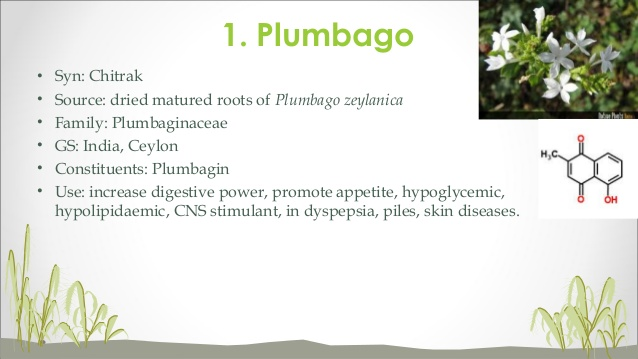 1. Plumbago
• Syn: Chitrak
• Source: dried matured roots of Plumbago zeylanica
• Family: Plumbaginaceae
• GS: India, Ceylon
• Constituents: Plumbagin
• Use: increase digestive power, promote appetite, hypoglycemic,
hypolipidaemic, CNS stimulant, in dyspepsia, piles, skin diseases.
O
H₃C
O
OH